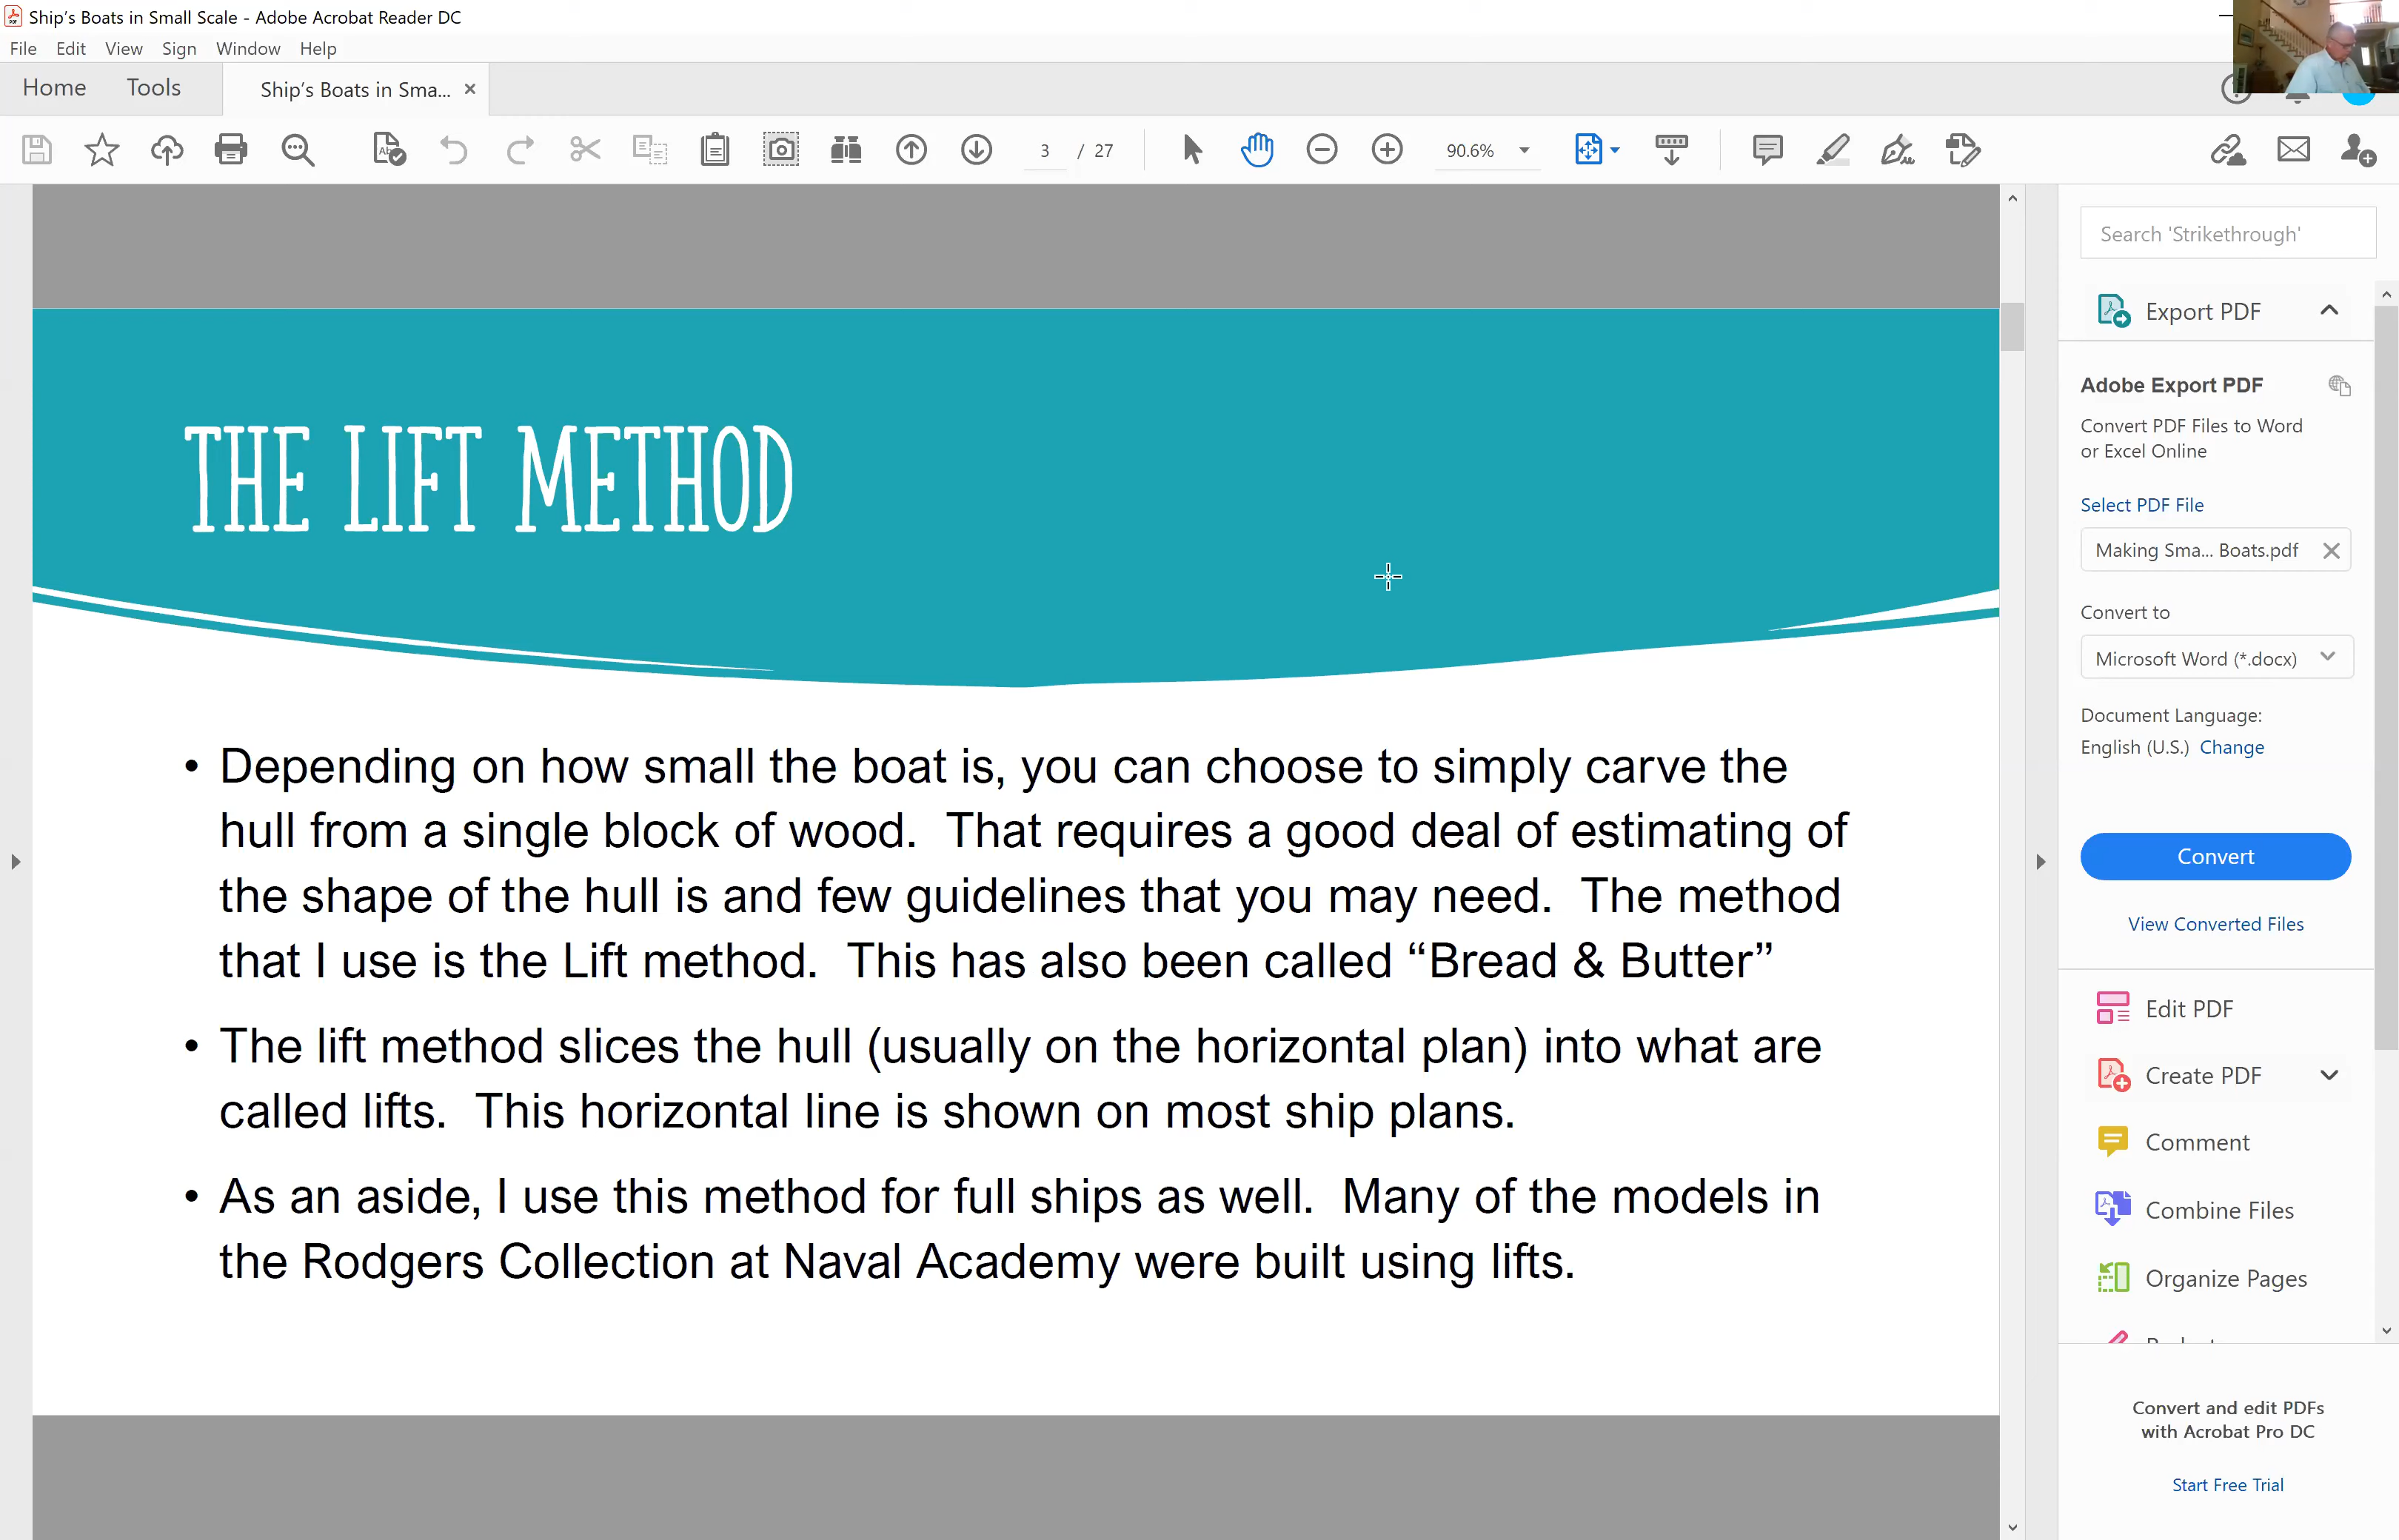 Ship's Boats in Small Scale - Adobe Acrobat Reader DC
File Edit View Sign Window Help
Home Tools Ship's Boats in Sma... ×
3 / 27 90.6%
THE LIFT METHOD
• Depending on how small the boat is, you can choose to simply carve the
hull from a single block of wood.  That requires a good deal of estimating of
the shape of the hull is and few guidelines that you may need.  The method
that I use is the Lift method.  This has also been called “Bread & Butter”
• The lift method slices the hull (usually on the horizontal plan) into what are
called lifts.  This horizontal line is shown on most ship plans.
• As an aside, I use this method for full ships as well.  Many of the models in
the Rodgers Collection at Naval Academy were built using lifts.
Search 'Strikethrough'
Export PDF
Adobe Export PDF
Convert PDF Files to Word
or Excel Online
Select PDF File
Making Sma... Boats.pdf
Convert to
Microsoft Word (*.docx)
Document Language:
English (U.S.) Change
Convert
View Converted Files
Edit PDF
Create PDF
Comment
Combine Files
Organize Pages
Convert and edit PDFs
with Acrobat Pro DC
Start Free Trial